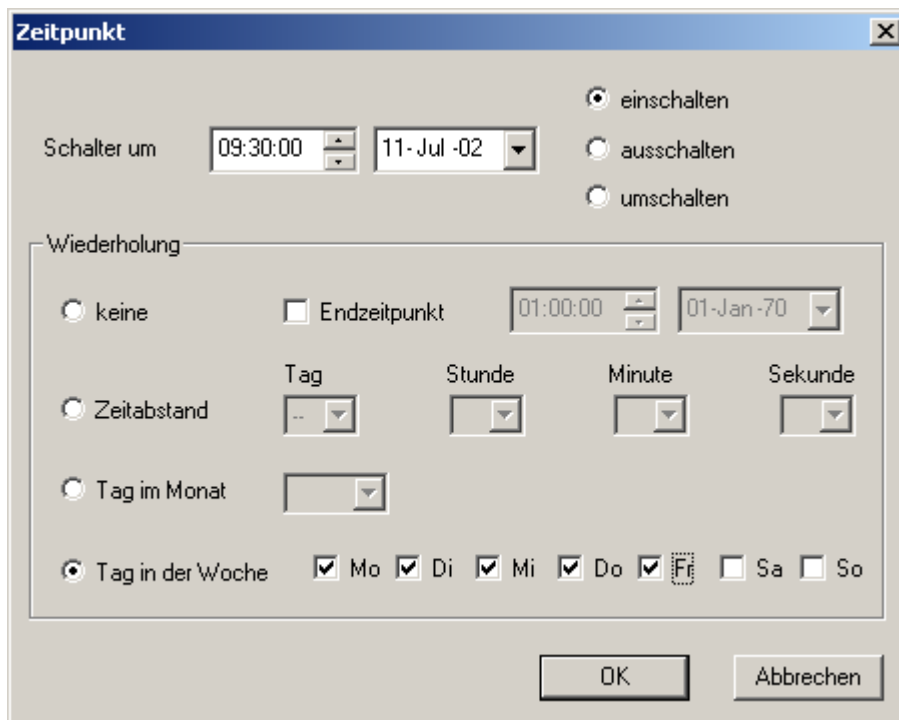 Zeitpunkt
einschalten
Schalter um 09:30:00 11-Jul-02 ausschalten
umschalten
Wiederholung
keine Endzeitpunkt 01:00:00 01-Jan-70
Tag Stunde Minute Sekunde
Zeitabstand --
Tag im Monat
Tag in der Woche Mo Di Mi Do Fr Sa So
OK Abbrechen